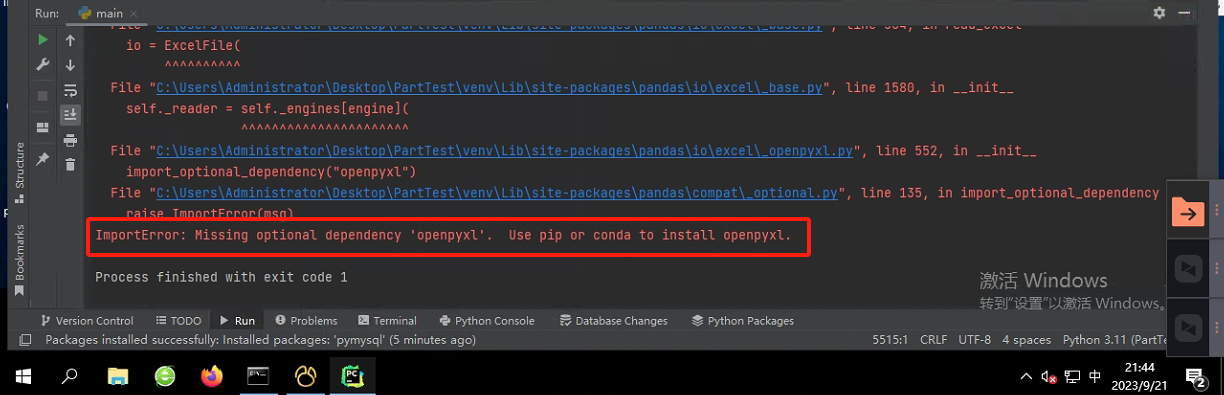 Run: main
File "C:\Users\Administrator\Desktop\PartTest\venv\Lib\site-packages\pandas\io\excel\_base.py", line 504, in read_excel
io = ExcelFile(
^^^^^^^^^^
File "C:\Users\Administrator\Desktop\PartTest\venv\Lib\site-packages\pandas\io\excel\_base.py", line 1580, in __init__
self._reader = self._engines[engine](
^^^^^^^^^^^^^^^^^^^^^
File "C:\Users\Administrator\Desktop\PartTest\venv\Lib\site-packages\pandas\io\excel\_openpyxl.py", line 552, in __init__
import_optional_dependency("openpyxl")
File "C:\Users\Administrator\Desktop\PartTest\venv\Lib\site-packages\pandas\compat\_optional.py", line 135, in import_optional_dependency
raise ImportError(msg)
ImportError: Missing optional dependency 'openpyxl'.  Use pip or conda to install openpyxl.
Process finished with exit code 1
Structure
Bookmarks
激活 Windows
转到"设置"以激活 Windows。
Version Control TODO Run Problems Terminal Python Console Database Changes Python Packages
Packages installed successfully: Installed packages: 'pymysql' (5 minutes ago) 5515:1 CRLF UTF-8 4 spaces Python 3.11 (PartTe
中
21:44
2023/9/21
2